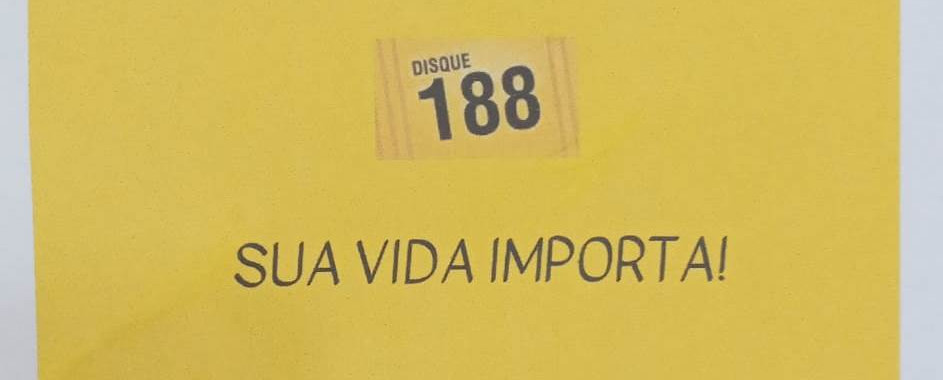 DISQUE
188
SUA VIDA IMPORTA!